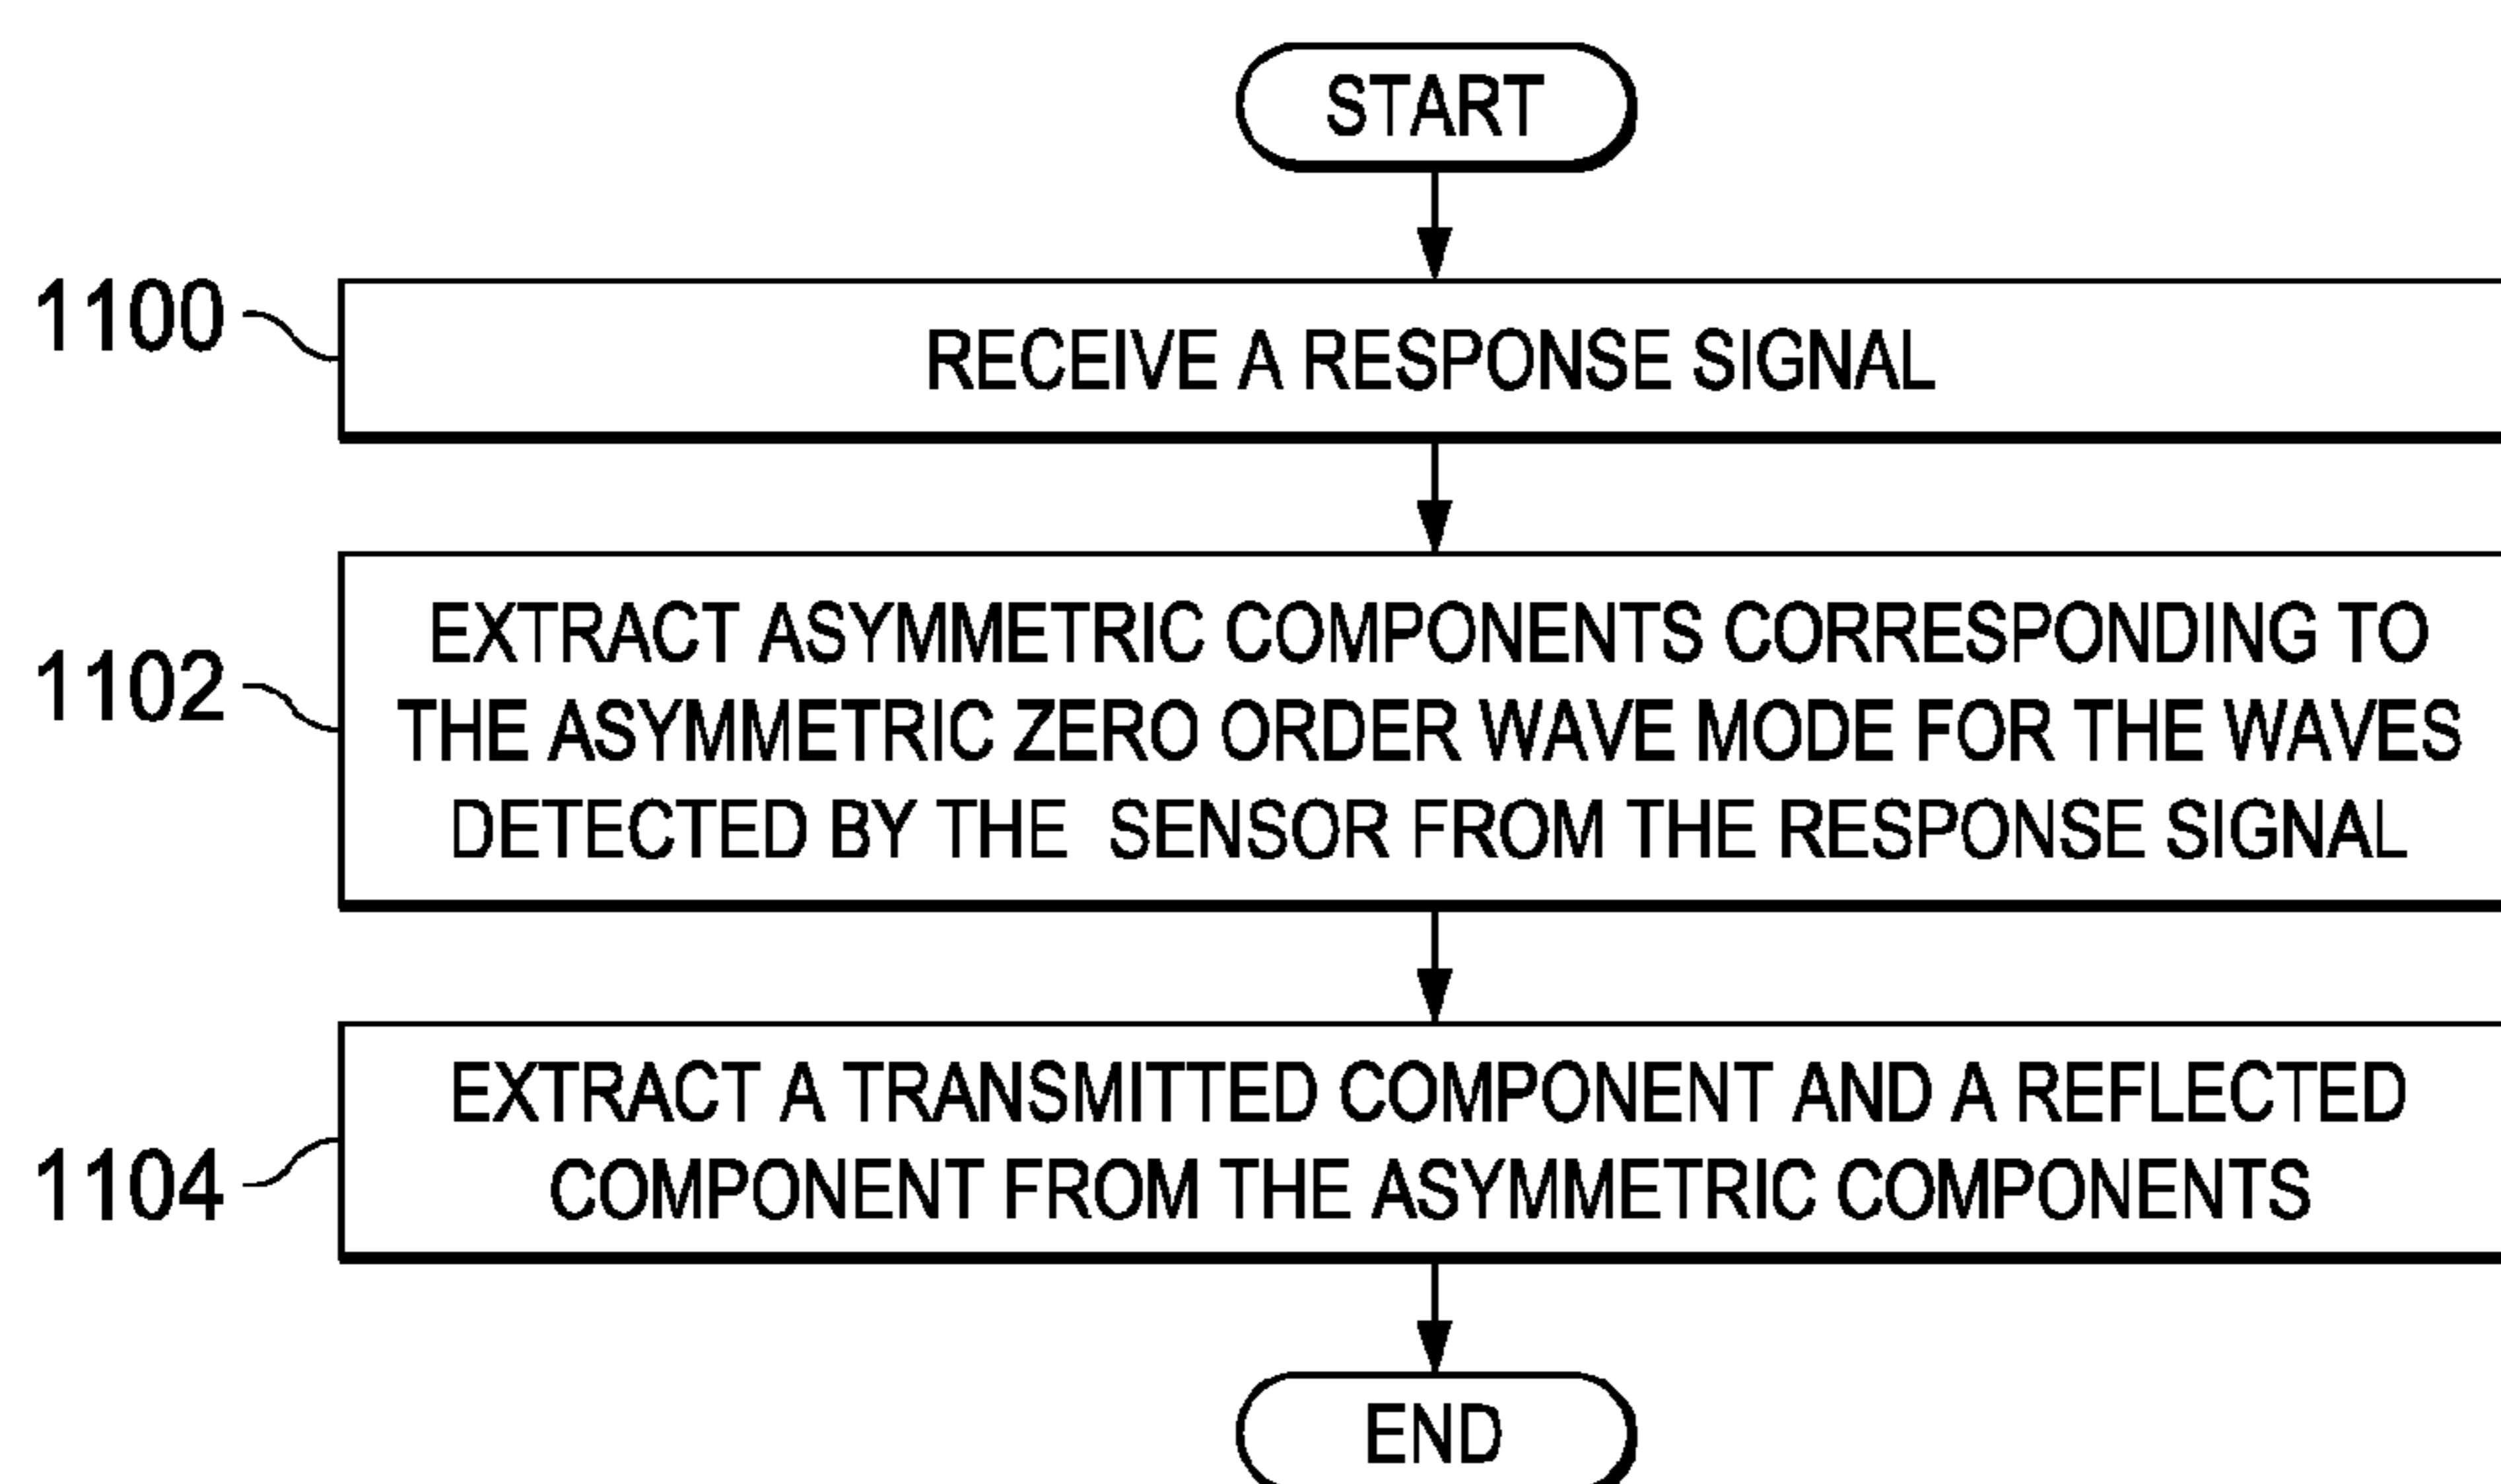 START
1100
RECEIVE A RESPONSE SIGNAL
1102
EXTRACT ASYMMETRIC COMPONENTS CORRESPONDING TO
THE ASYMMETRIC ZERO ORDER WAVE MODE FOR THE WAVES
DETECTED BY THE SENSOR FROM THE RESPONSE SIGNAL
1104
EXTRACT A TRANSMITTED COMPONENT AND A REFLECTED
COMPONENT FROM THE ASYMMETRIC COMPONENTS
END